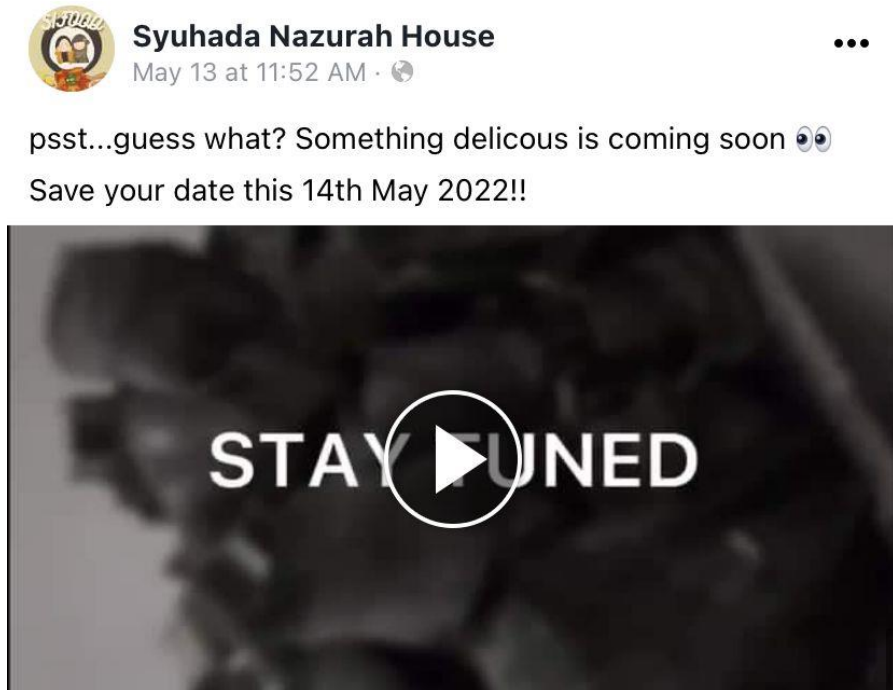 SIJOQA
Syuhada Nazurah House
May 13 at 11:52 AM ·
psst...guess what? Something delicous is coming soon 👀
Save your date this 14th May 2022!!
STAY TUNED